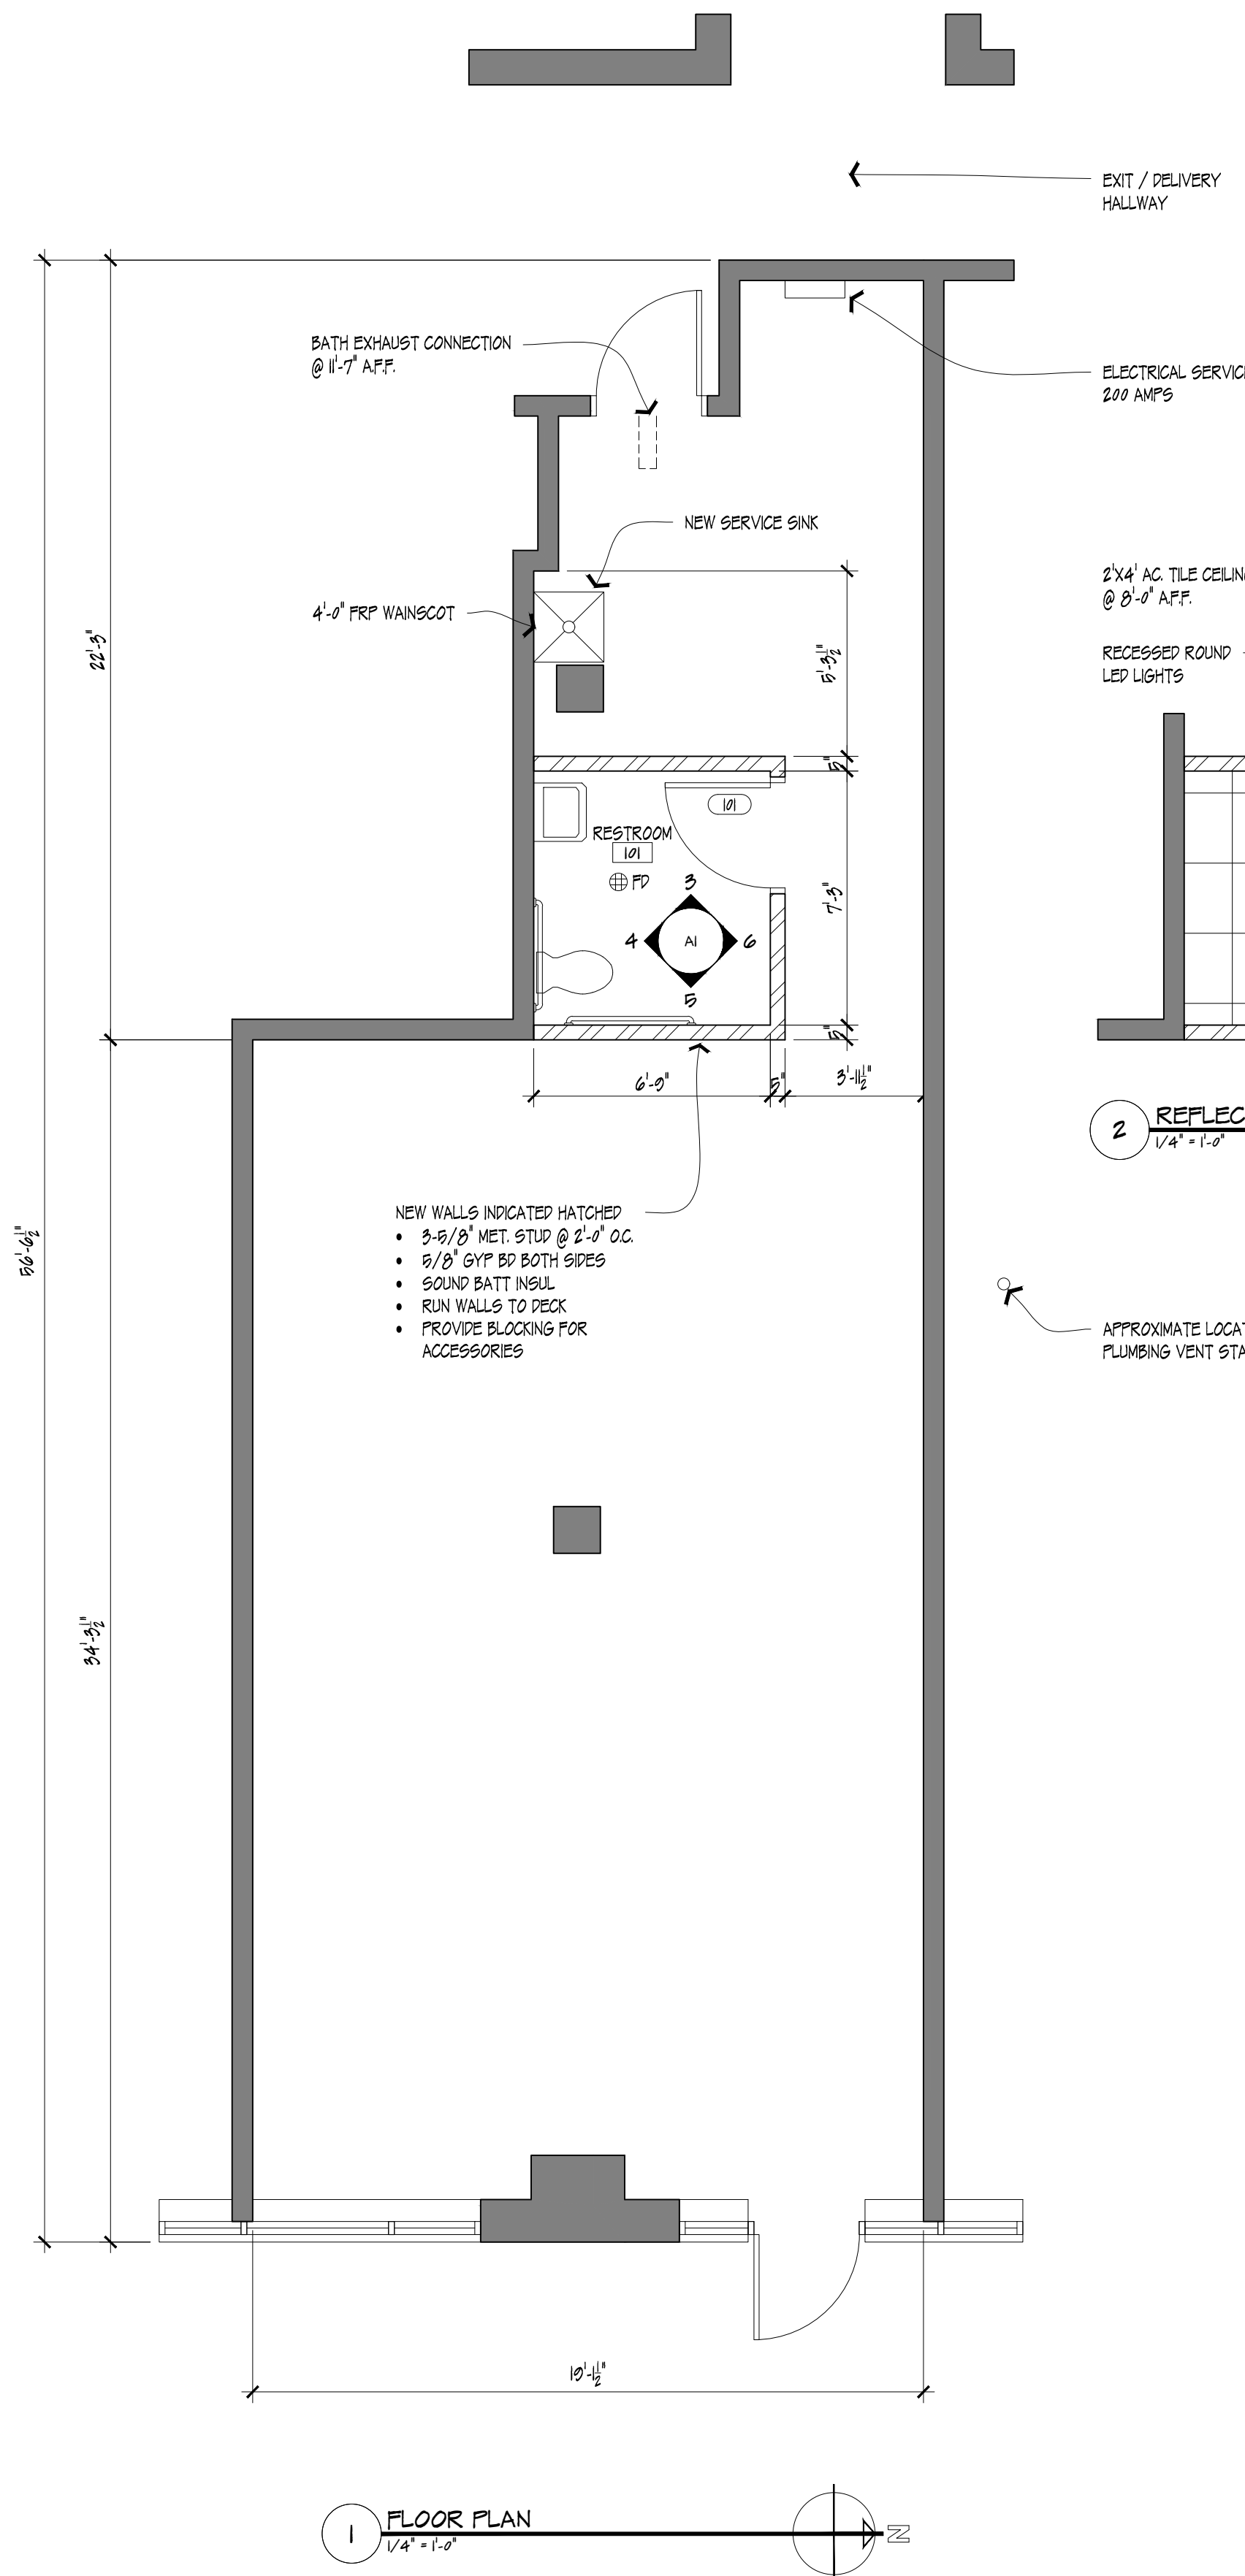 EXIT / DELIVERY
HALLWAY
BATH EXHAUST CONNECTION
@ 11'-7" A.F.F.
ELECTRICAL SERVICE
200 AMPS
NEW SERVICE SINK
2'X4' AC. TILE CEILING
@ 8'-0" A.F.F.
4'-0" FRP WAINSCOT
22'-3"
5'-3½"
RECESSED ROUND
LED LIGHTS
5"
101
RESTROOM
101
FD
7'-3"
3
4
A1
6
5
5"
6'-9"
5"
3'-11½"
2
REFLEC
1/4" = 1'-0"
NEW WALLS INDICATED HATCHED
• 3-5/8" MET. STUD @ 2'-0" O.C.
• 5/8" GYP BD BOTH SIDES
• SOUND BATT INSUL
• RUN WALLS TO DECK
• PROVIDE BLOCKING FOR
ACCESSORIES
56'-6½"
APPROXIMATE LOCAT
PLUMBING VENT STA
34'-3½"
19'-1½"
1
FLOOR PLAN
1/4" = 1'-0"
N